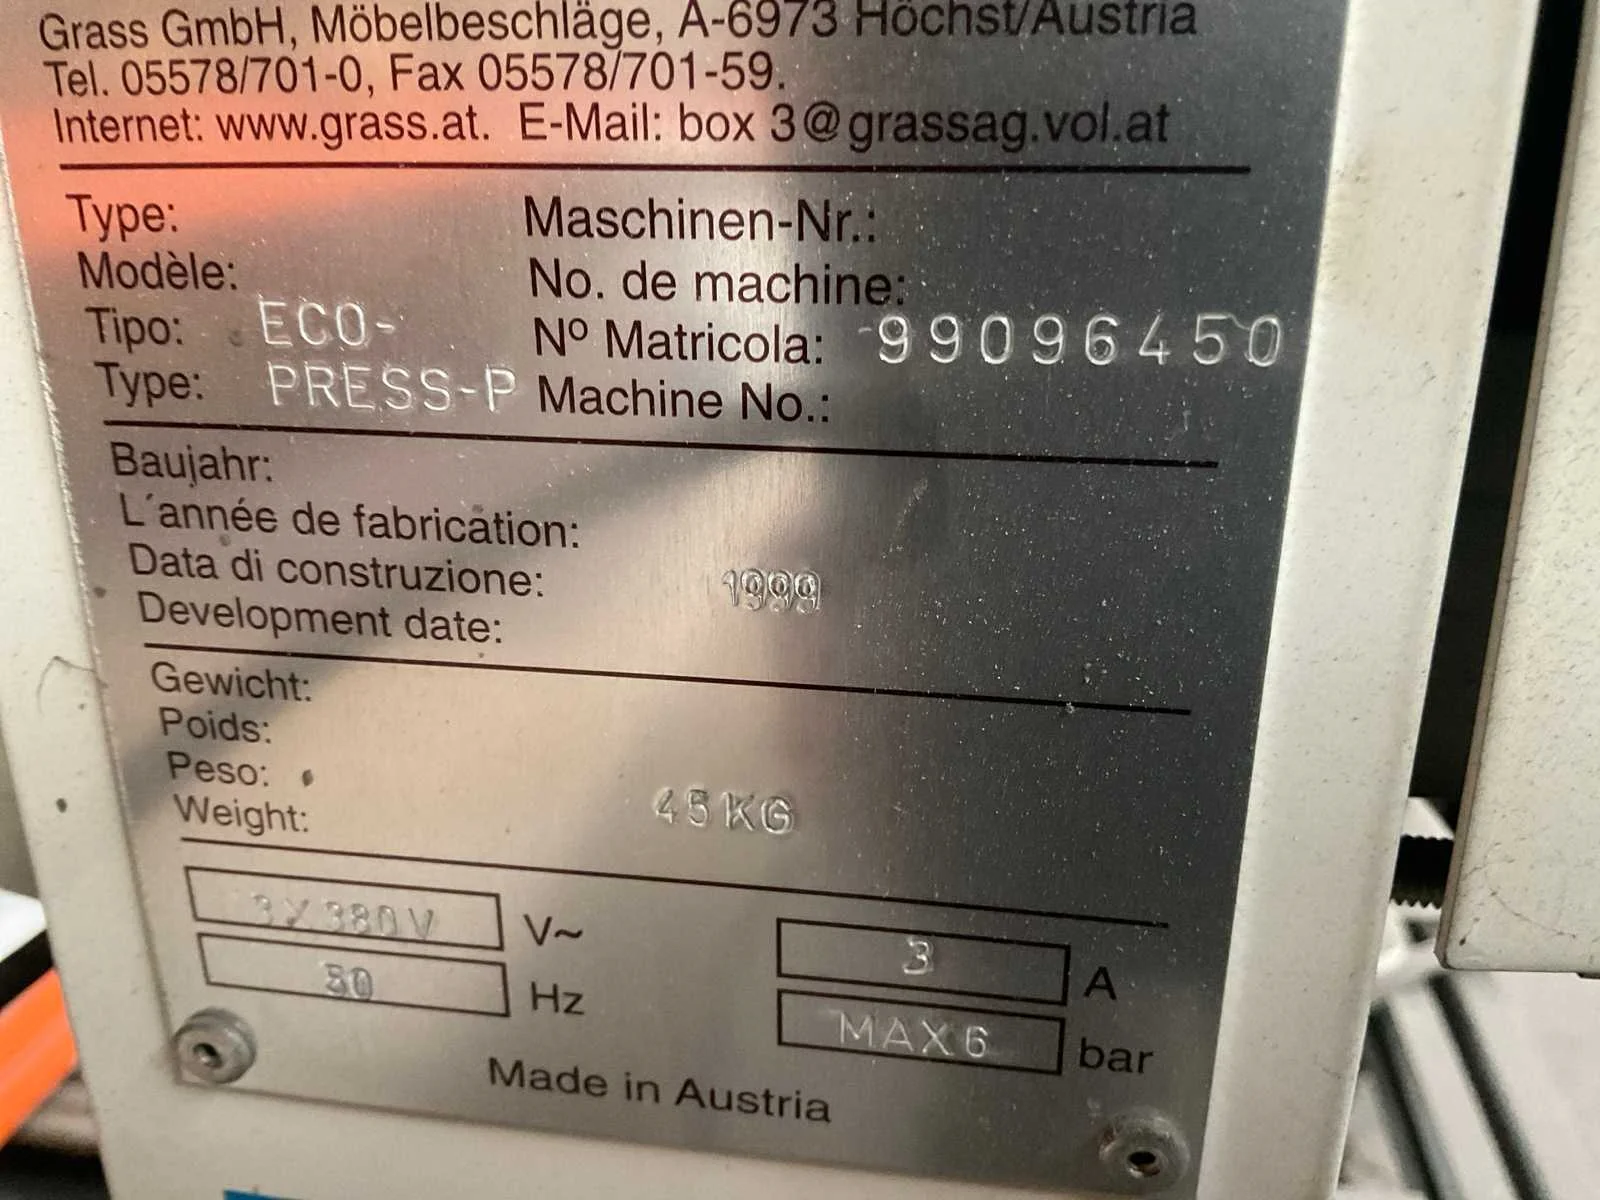 Grass GmbH, Möbelbeschläge, A-6973 Höchst/Austria
Tel. 05578/701-0, Fax 05578/701-59.
Internet: www.grass.at. E-Mail: box 3@grassag.vol.at
Type: Maschinen-Nr.:
Modèle: No. de machine:
Tipo: ECO- Nº Matricola: 99096450
Type: PRESS-P Machine No.:
Baujahr:
L´année de fabrication:
Data di construzione: 1999
Development date:
Gewicht:
Poids:
Peso:
Weight: 45KG
3X380V V~ 3 A
50 Hz MAX6 bar
Made in Austria